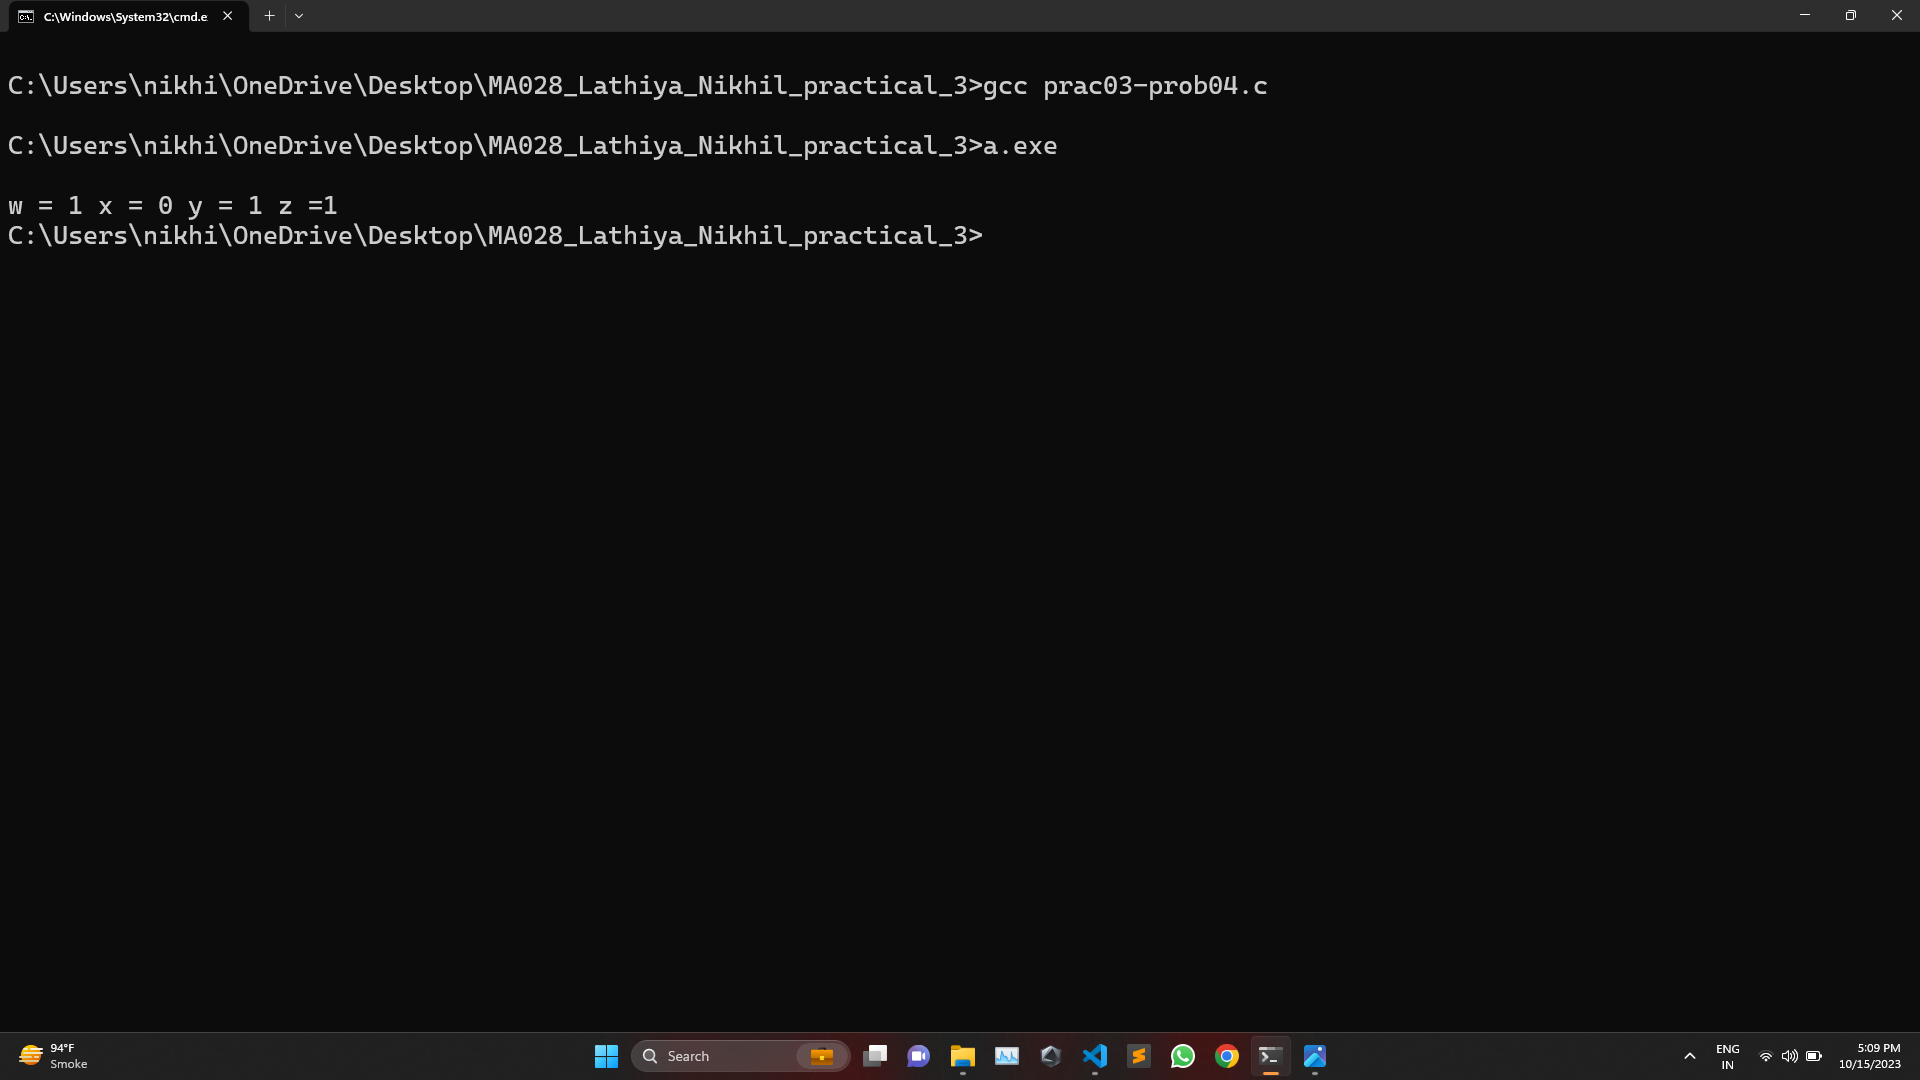 C:\Windows\System32\cmd.e
C:\Users\nikhi\OneDrive\Desktop\MA028_Lathiya_Nikhil_practical_3>gcc prac03-prob04.c
C:\Users\nikhi\OneDrive\Desktop\MA028_Lathiya_Nikhil_practical_3>a.exe
w = 1 x = 0 y = 1 z =1
C:\Users\nikhi\OneDrive\Desktop\MA028_Lathiya_Nikhil_practical_3>
94°F
Smoke
Search
ENG
IN
5:09 PM
10/15/2023